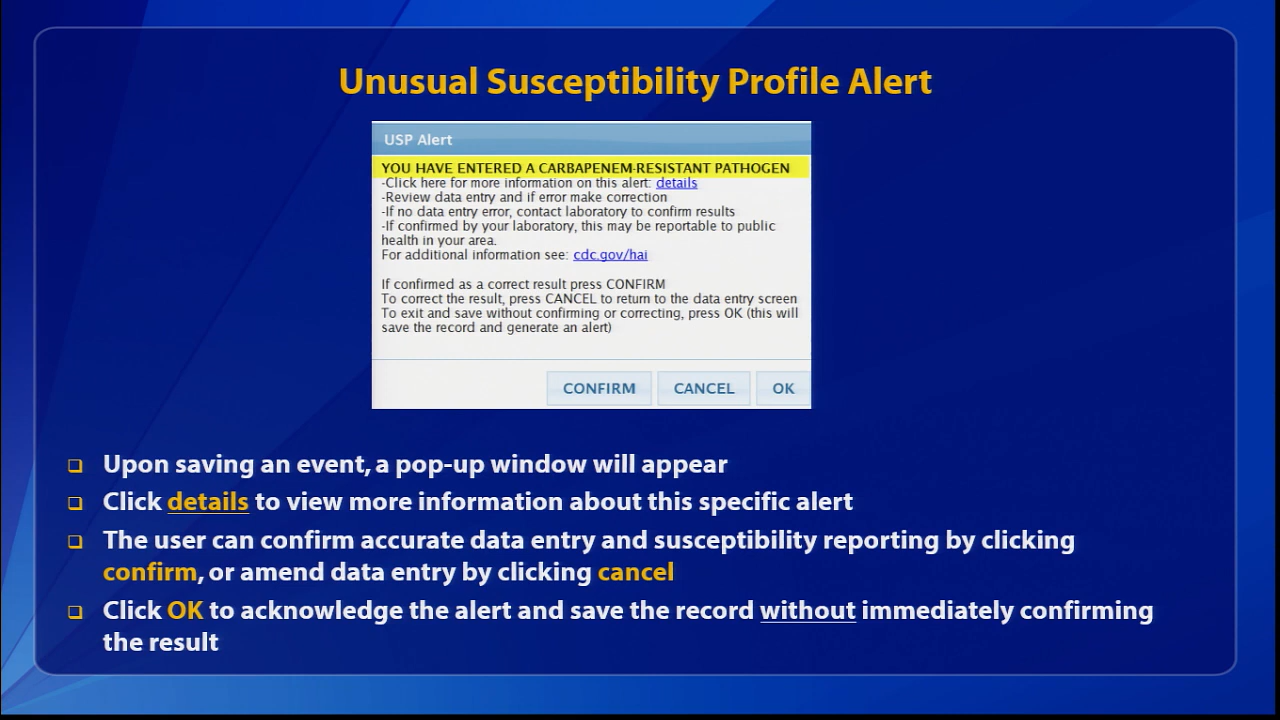 Unusual Susceptibility Profile Alert
USP Alert
YOU HAVE ENTERED A CARBAPENEM-RESISTANT PATHOGEN
-Click here for more information on this alert: details
-Review data entry and if error make correction
-If no data entry error, contact laboratory to confirm results
-If confirmed by your laboratory, this may be reportable to public
health in your area.
For additional information see: cdc.gov/hai
If confirmed as a correct result press CONFIRM
To correct the result, press CANCEL to return to the data entry screen
To exit and save without confirming or correcting, press OK (this will
save the record and generate an alert)
CONFIRM CANCEL OK
Upon saving an event, a pop-up window will appear
Click details to view more information about this specific alert
The user can confirm accurate data entry and susceptibility reporting by clicking
confirm, or amend data entry by clicking cancel
Click OK to acknowledge the alert and save the record without immediately confirming
the result